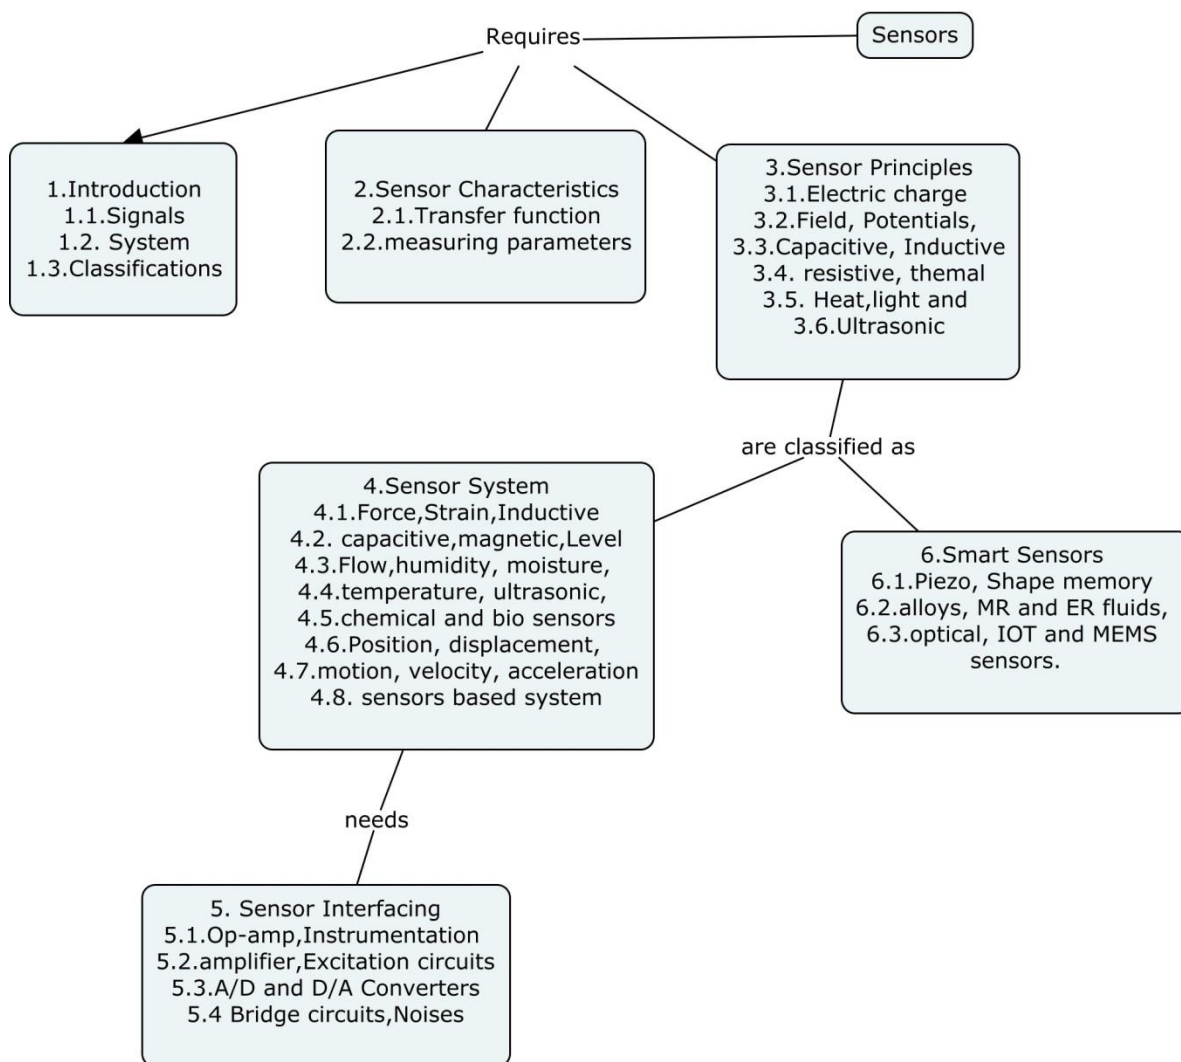 Requires
Sensors
1.Introduction
1.1.Signals
1.2. System
1.3.Classifications
2.Sensor Characteristics
2.1.Transfer function
2.2.measuring parameters
3.Sensor Principles
3.1.Electric charge
3.2.Field, Potentials,
3.3.Capacitive, Inductive
3.4. resistive, themal
3.5. Heat,light and
3.6.Ultrasonic
are classified as
4.Sensor System
4.1.Force,Strain,Inductive
4.2. capacitive,magnetic,Level
4.3.Flow,humidity, moisture,
4.4.temperature, ultrasonic,
4.5.chemical and bio sensors
4.6.Position, displacement,
4.7.motion, velocity, acceleration
4.8. sensors based system
6.Smart Sensors
6.1.Piezo, Shape memory
6.2.alloys, MR and ER fluids,
6.3.optical, IOT and MEMS
sensors.
needs
5. Sensor Interfacing
5.1.Op-amp,Instrumentation
5.2.amplifier,Excitation circuits
5.3.A/D and D/A Converters
5.4 Bridge circuits,Noises